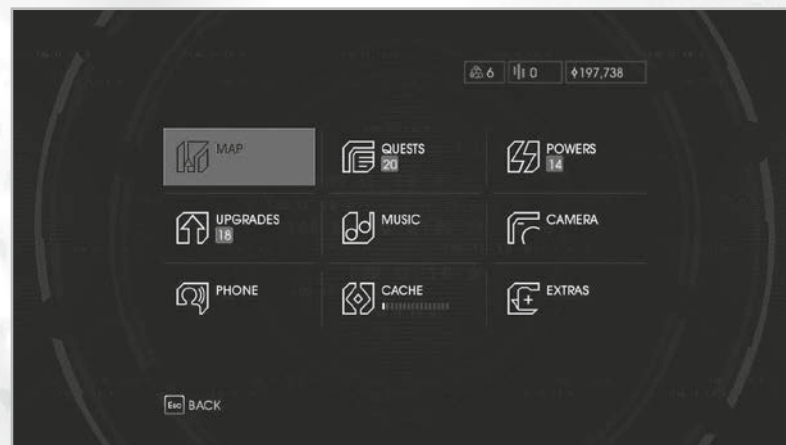 6 0 197,738
MAP
QUESTS
20
POWERS
14
UPGRADES
18
MUSIC
CAMERA
PHONE
CACHE
EXTRAS
Esc BACK